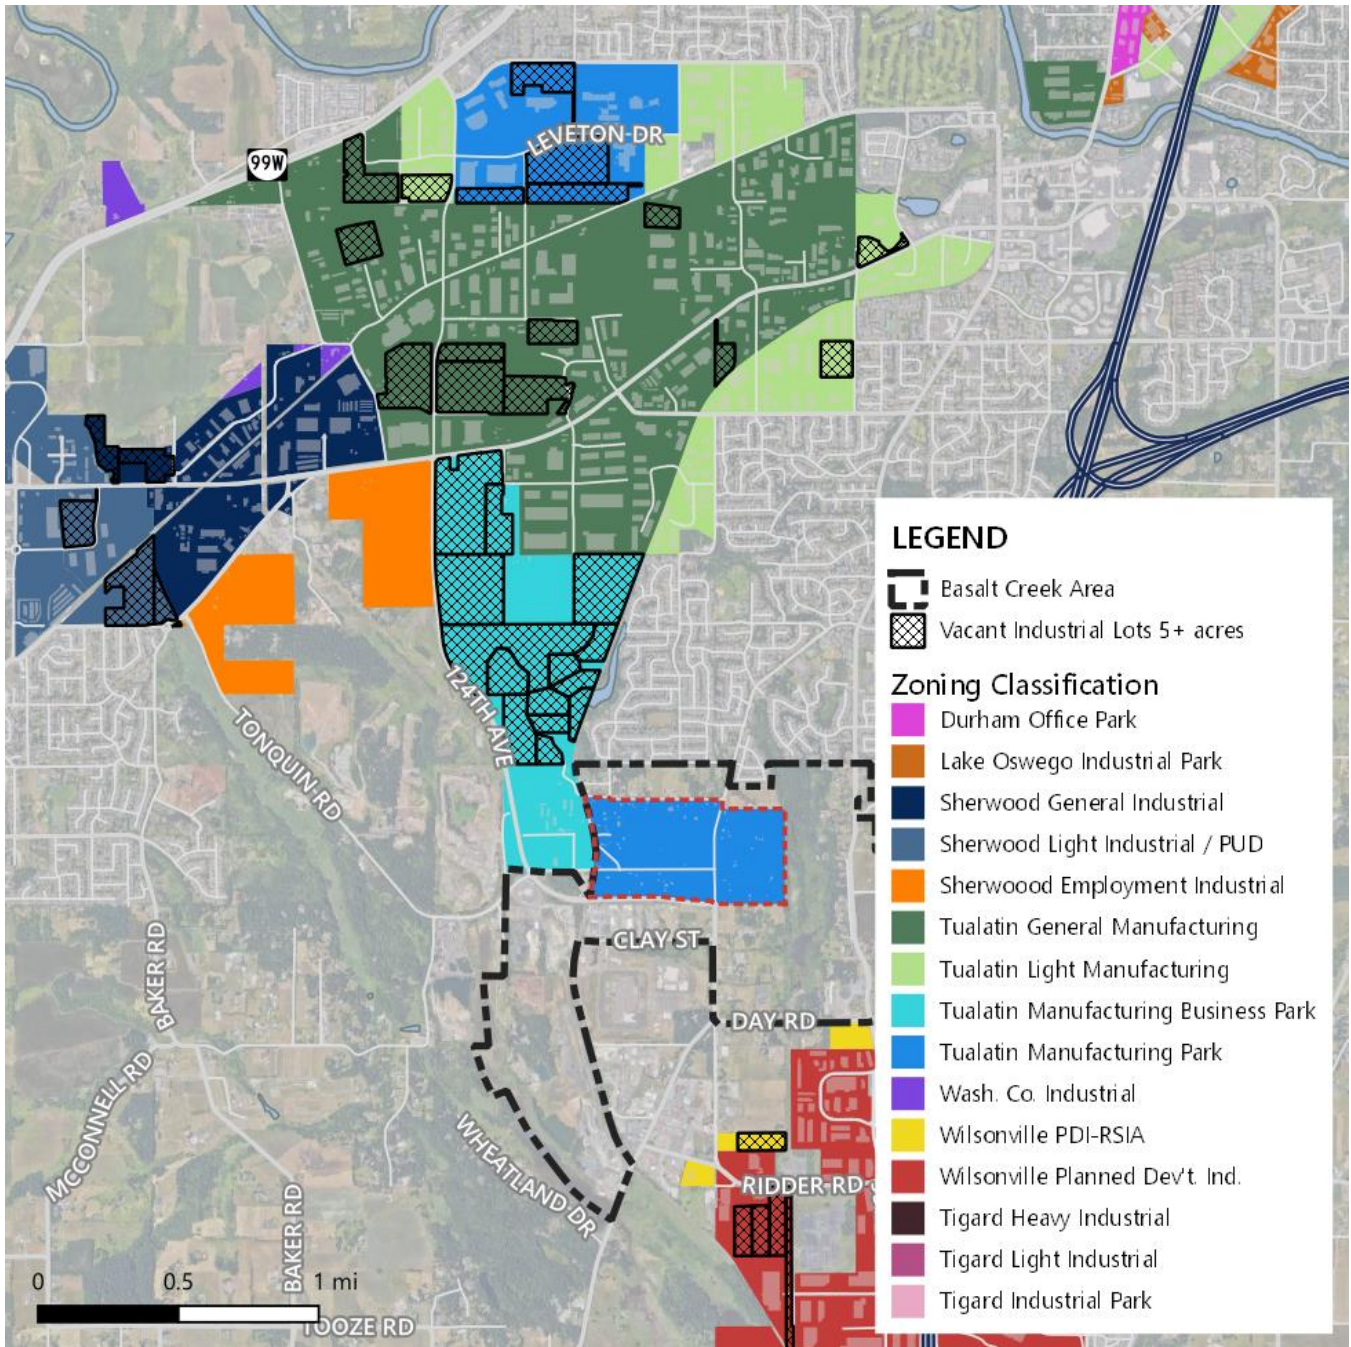 99W
LEVETON DR
124TH AVE
TONQUIN RD
CLAY ST
DAY RD
BAKER RD
MCCONNELL RD
WHEATLAND DR
RIDDER RD
BAKER RD
TOOZE RD
0 0.5 1 mi
LEGEND
Basalt Creek Area
Vacant Industrial Lots 5+ acres
Zoning Classification
Durham Office Park
Lake Oswego Industrial Park
Sherwood General Industrial
Sherwood Light Industrial / PUD
Sherwoood Employment Industrial
Tualatin General Manufacturing
Tualatin Light Manufacturing
Tualatin Manufacturing Business Park
Tualatin Manufacturing Park
Wash. Co. Industrial
Wilsonville PDI-RSIA
Wilsonville Planned Dev't. Ind.
Tigard Heavy Industrial
Tigard Light Industrial
Tigard Industrial Park